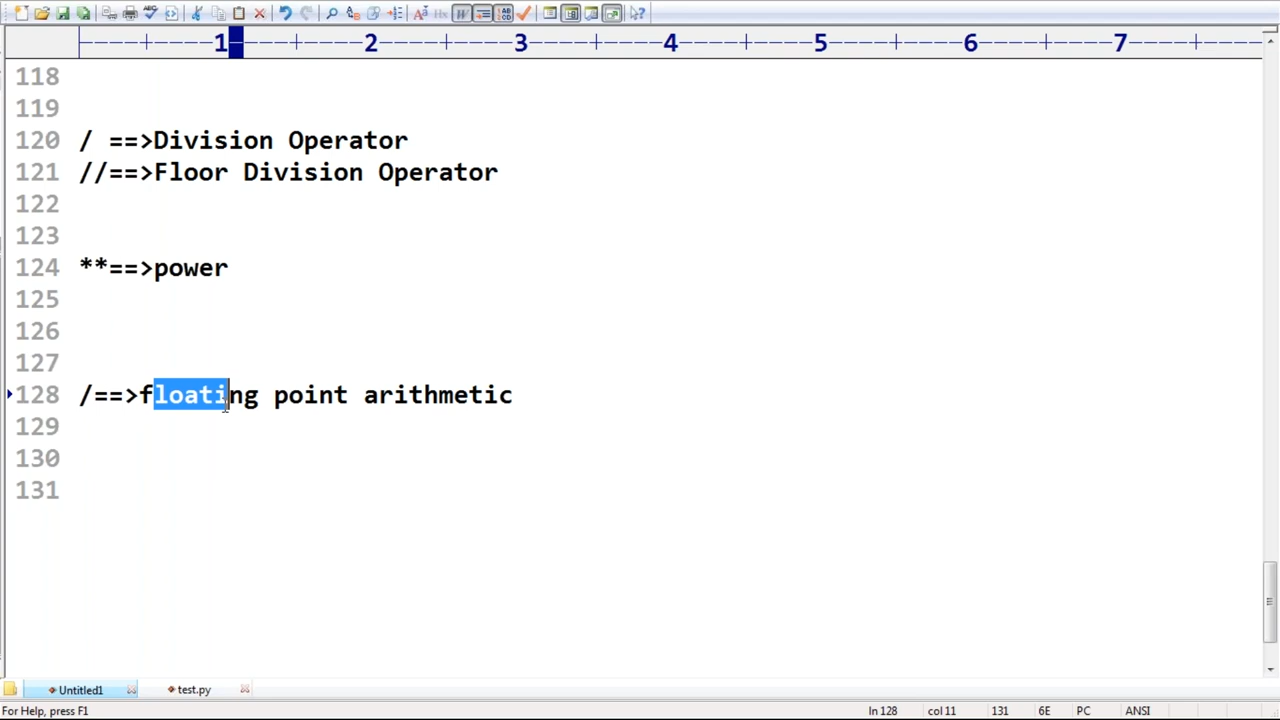 1 2 3 4 5 6 7
118
119
120 / ==>Division Operator
121 //==>Floor Division Operator
122
123
124 **==>power
125
126
127
128 /==>floating point arithmetic
129
130
131
Untitled1 test.py
For Help, press F1 ln 128 col 11 131 6E PC ANSI